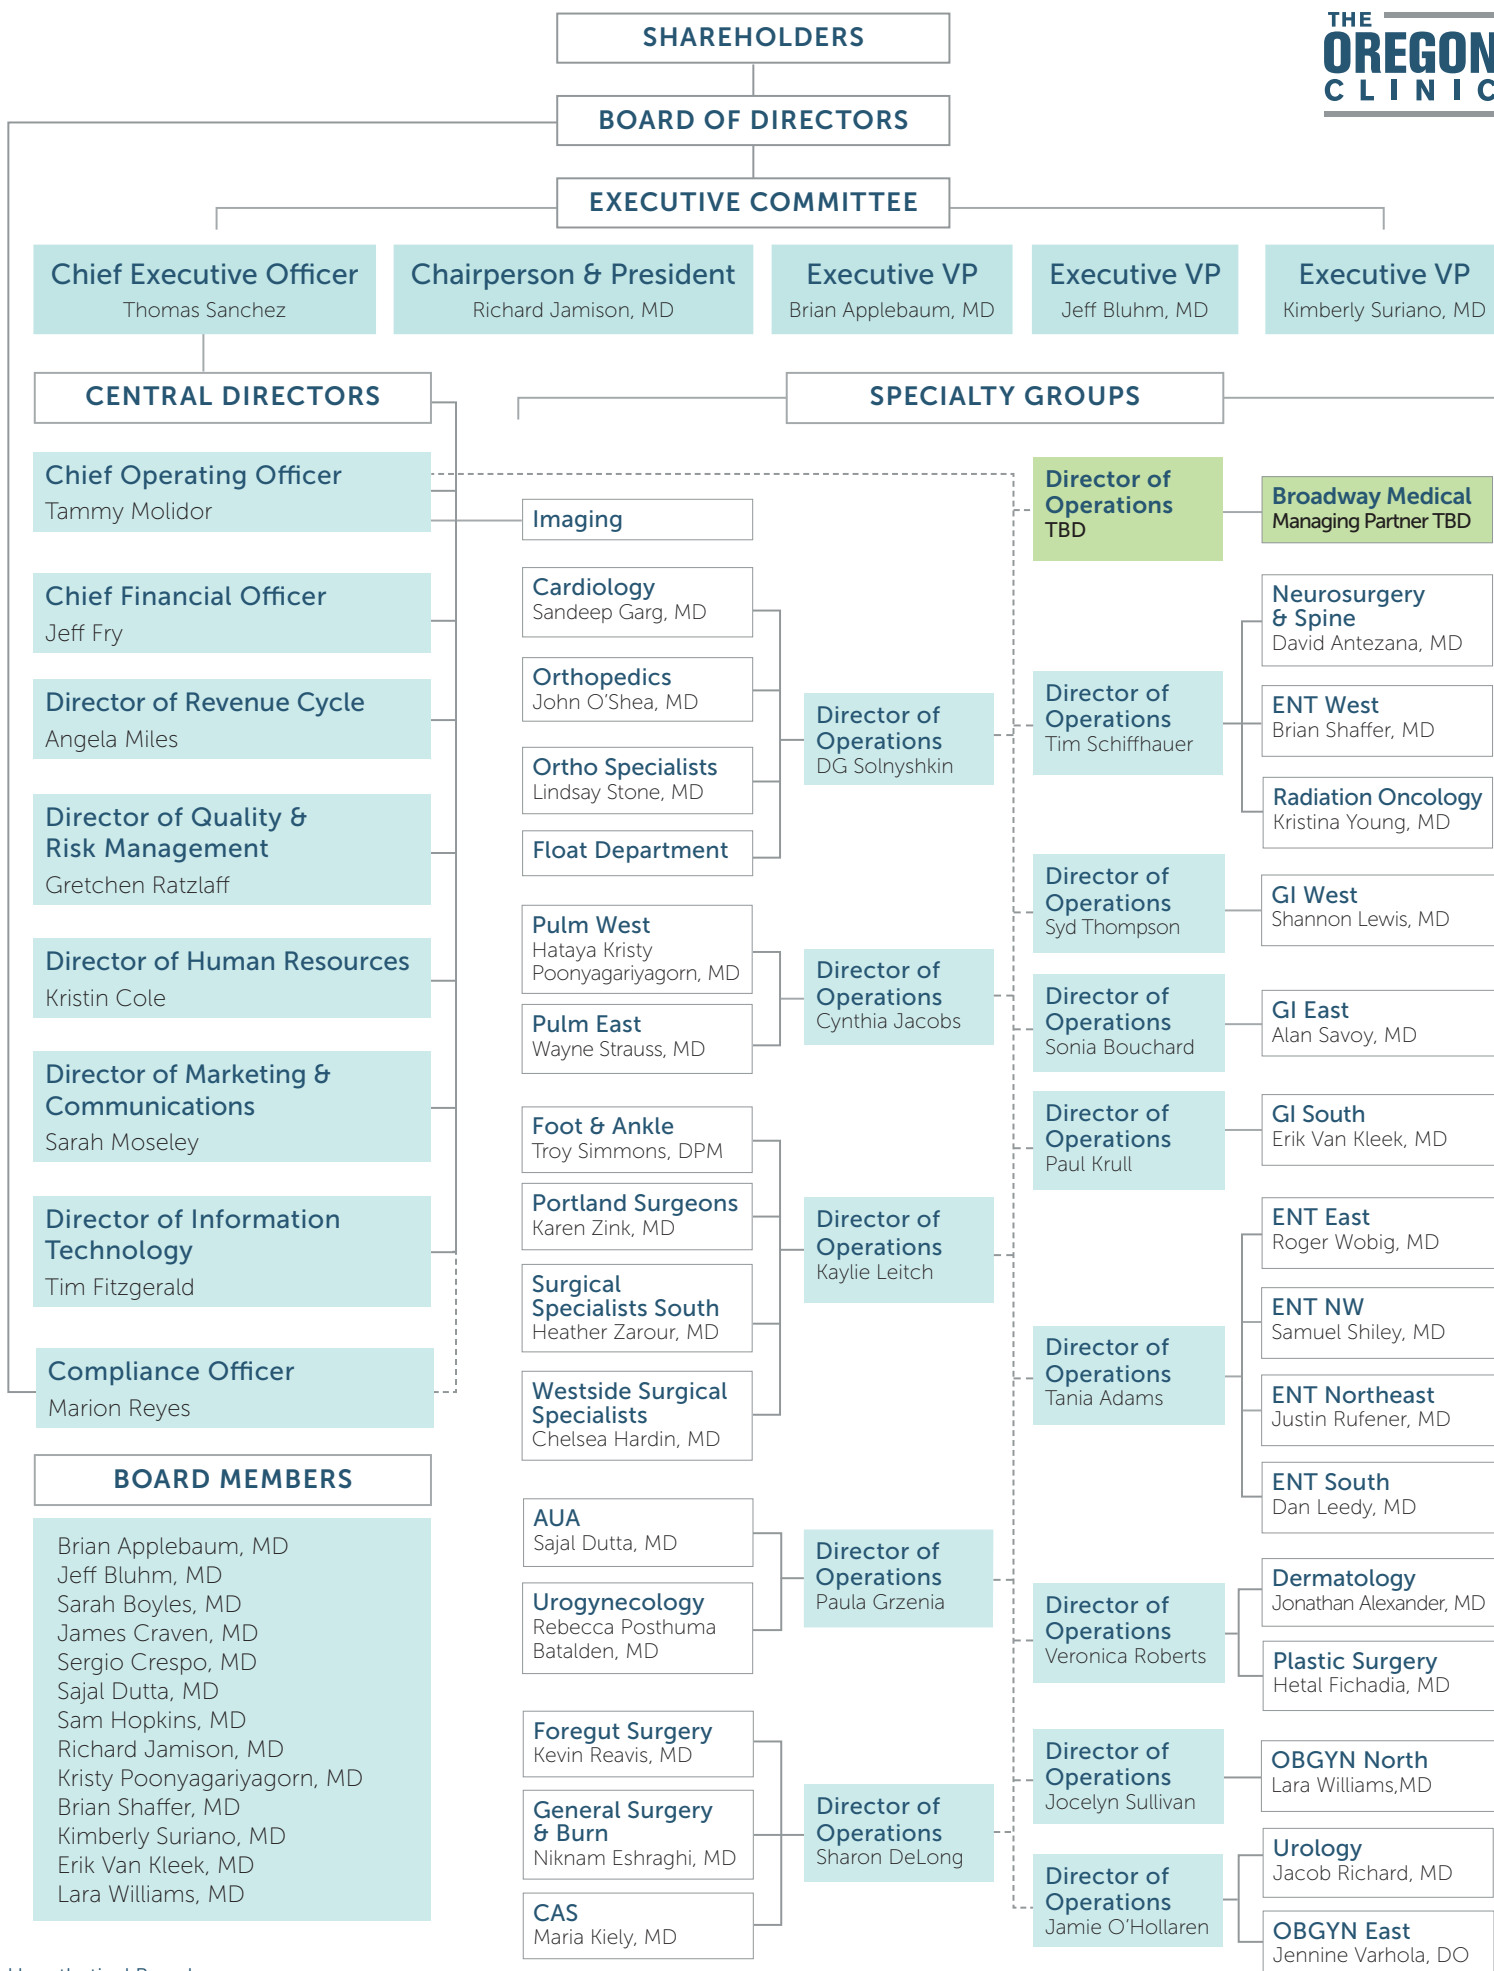 THE
OREGON
CLINIC
SHAREHOLDERS
BOARD OF DIRECTORS
EXECUTIVE COMMITTEE
Chief Executive Officer
Thomas Sanchez
Chairperson & President
Richard Jamison, MD
Executive VP
Brian Applebaum, MD
Executive VP
Jeff Bluhm, MD
Executive VP
Kimberly Suriano, MD
CENTRAL DIRECTORS
Chief Operating Officer
Tammy Molidor
Chief Financial Officer
Jeff Fry
Director of Revenue Cycle
Angela Miles
Director of Quality &
Risk Management
Gretchen Ratzlaff
Director of Human Resources
Kristin Cole
Director of Marketing &
Communications
Sarah Moseley
Director of Information
Technology
Tim Fitzgerald
Compliance Officer
Marion Reyes
BOARD MEMBERS
Brian Applebaum, MD
Jeff Bluhm, MD
Sarah Boyles, MD
James Craven, MD
Sergio Crespo, MD
Sajal Dutta, MD
Sam Hopkins, MD
Richard Jamison, MD
Kristy Poonyagariyagorn, MD
Brian Shaffer, MD
Kimberly Suriano, MD
Erik Van Kleek, MD
Lara Williams, MD
SPECIALTY GROUPS
Imaging
Cardiology
Sandeep Garg, MD
Orthopedics
John O'Shea, MD
Ortho Specialists
Lindsay Stone, MD
Float Department
Director of
Operations
DG Solnyshkin
Pulm West
Hataya Kristy
Poonyagariyagorn, MD
Pulm East
Wayne Strauss, MD
Director of
Operations
Cynthia Jacobs
Foot & Ankle
Troy Simmons, DPM
Portland Surgeons
Karen Zink, MD
Surgical
Specialists South
Heather Zarour, MD
Westside Surgical
Specialists
Chelsea Hardin, MD
Director of
Operations
Kaylie Leitch
AUA
Sajal Dutta, MD
Urogynecology
Rebecca Posthuma
Batalden, MD
Director of
Operations
Paula Grzenia
Foregut Surgery
Kevin Reavis, MD
General Surgery
& Burn
Niknam Eshraghi, MD
CAS
Maria Kiely, MD
Director of
Operations
Sharon DeLong
Director of
Operations
TBD
Broadway Medical
Managing Partner TBD
Director of
Operations
Tim Schiffhauer
Neurosurgery
& Spine
David Antezana, MD
ENT West
Brian Shaffer, MD
Radiation Oncology
Kristina Young, MD
Director of
Operations
Syd Thompson
GI West
Shannon Lewis, MD
Director of
Operations
Sonia Bouchard
GI East
Alan Savoy, MD
Director of
Operations
Paul Krull
GI South
Erik Van Kleek, MD
Director of
Operations
Tania Adams
ENT East
Roger Wobig, MD
ENT NW
Samuel Shiley, MD
ENT Northeast
Justin Rufener, MD
ENT South
Dan Leedy, MD
Director of
Operations
Veronica Roberts
Dermatology
Jonathan Alexander, MD
Plastic Surgery
Hetal Fichadia, MD
Director of
Operations
Jocelyn Sullivan
OBGYN North
Lara Williams,MD
Director of
Operations
Jamie O'Hollaren
Urology
Jacob Richard, MD
OBGYN East
Jennine Varhola, DO